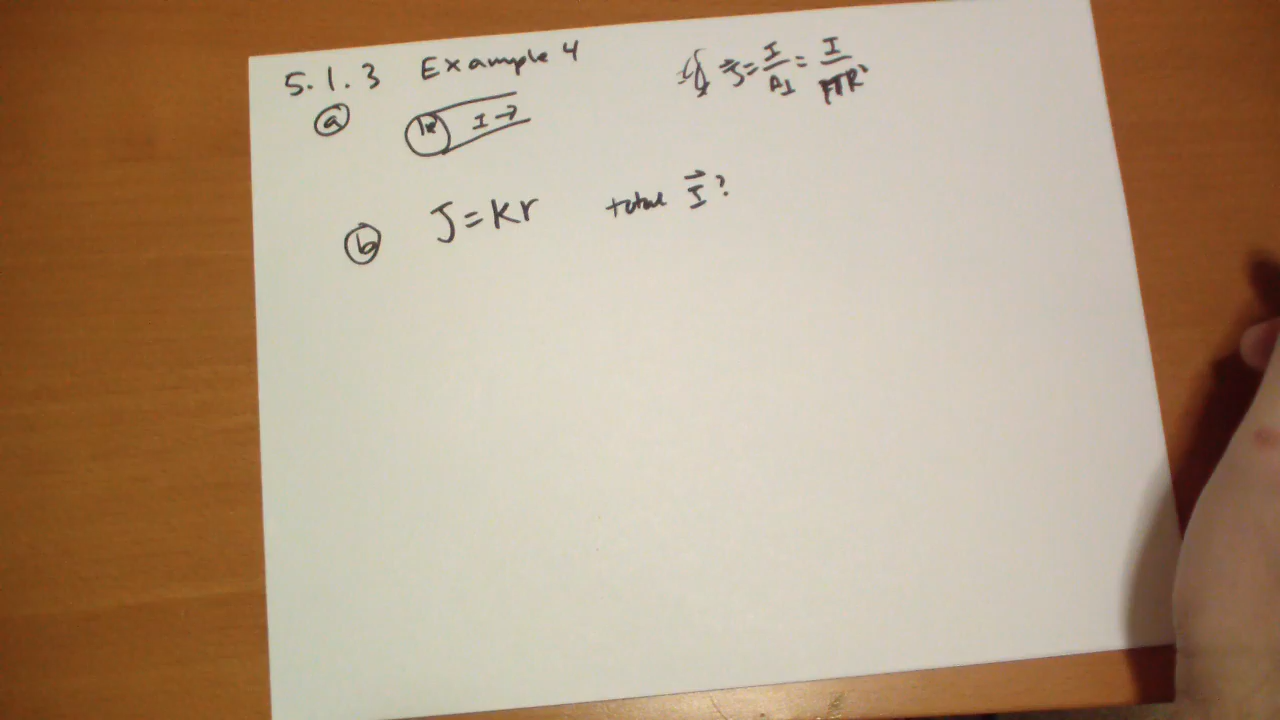 5.1.3 Example 4
J = I/A⊥ = I/πR²
(a) R I →
(b) J = kr total I?